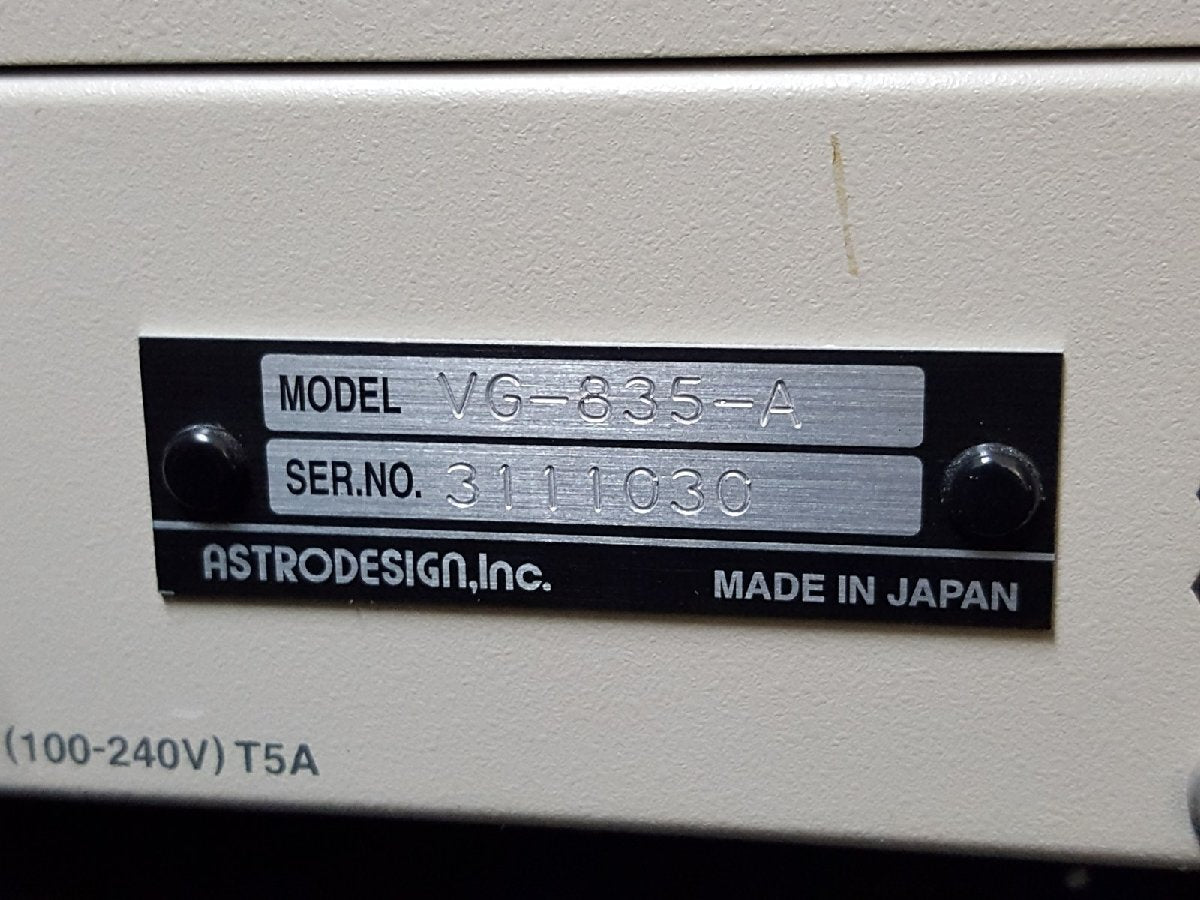 MODEL VG-835-A
SER.NO. 3111030
ASTRODESIGN,Inc. MADE IN JAPAN
(100-240V) T5A